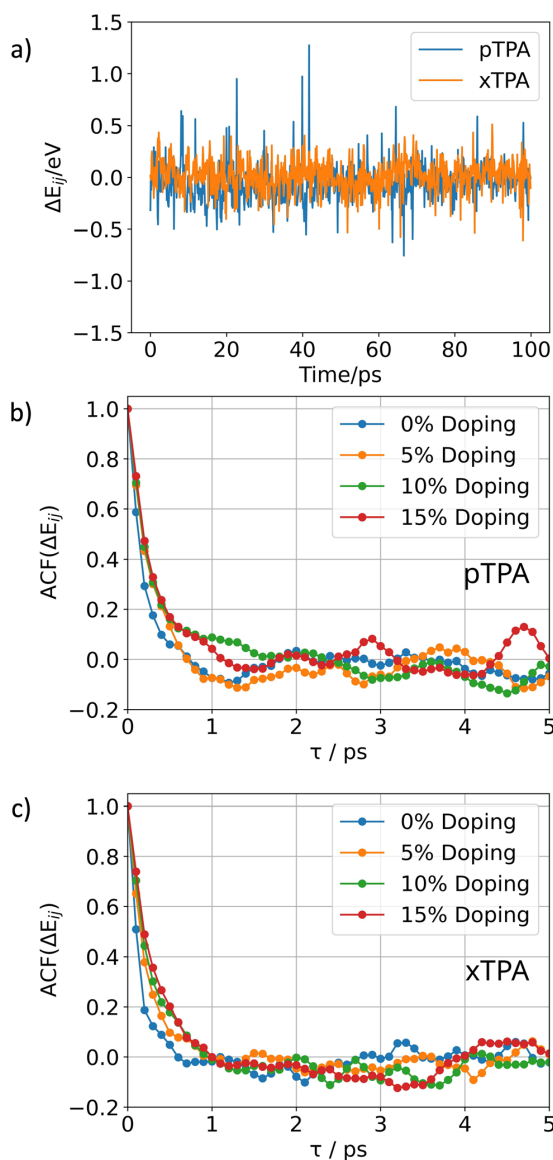 a)
1.5
1.0
0.5
0.0
−0.5
−1.0
−1.5
ΔE_ij/eV
pTPA
xTPA
0 20 40 60 80 100
Time/ps
b)
1.0
0.8
0.6
0.4
0.2
0.0
−0.2
ACF(ΔE_ij)
0% Doping
5% Doping
10% Doping
15% Doping
pTPA
0 1 2 3 4 5
τ / ps
c)
1.0
0.8
0.6
0.4
0.2
0.0
−0.2
ACF(ΔE_ij)
0% Doping
5% Doping
10% Doping
15% Doping
xTPA
0 1 2 3 4 5
τ / ps